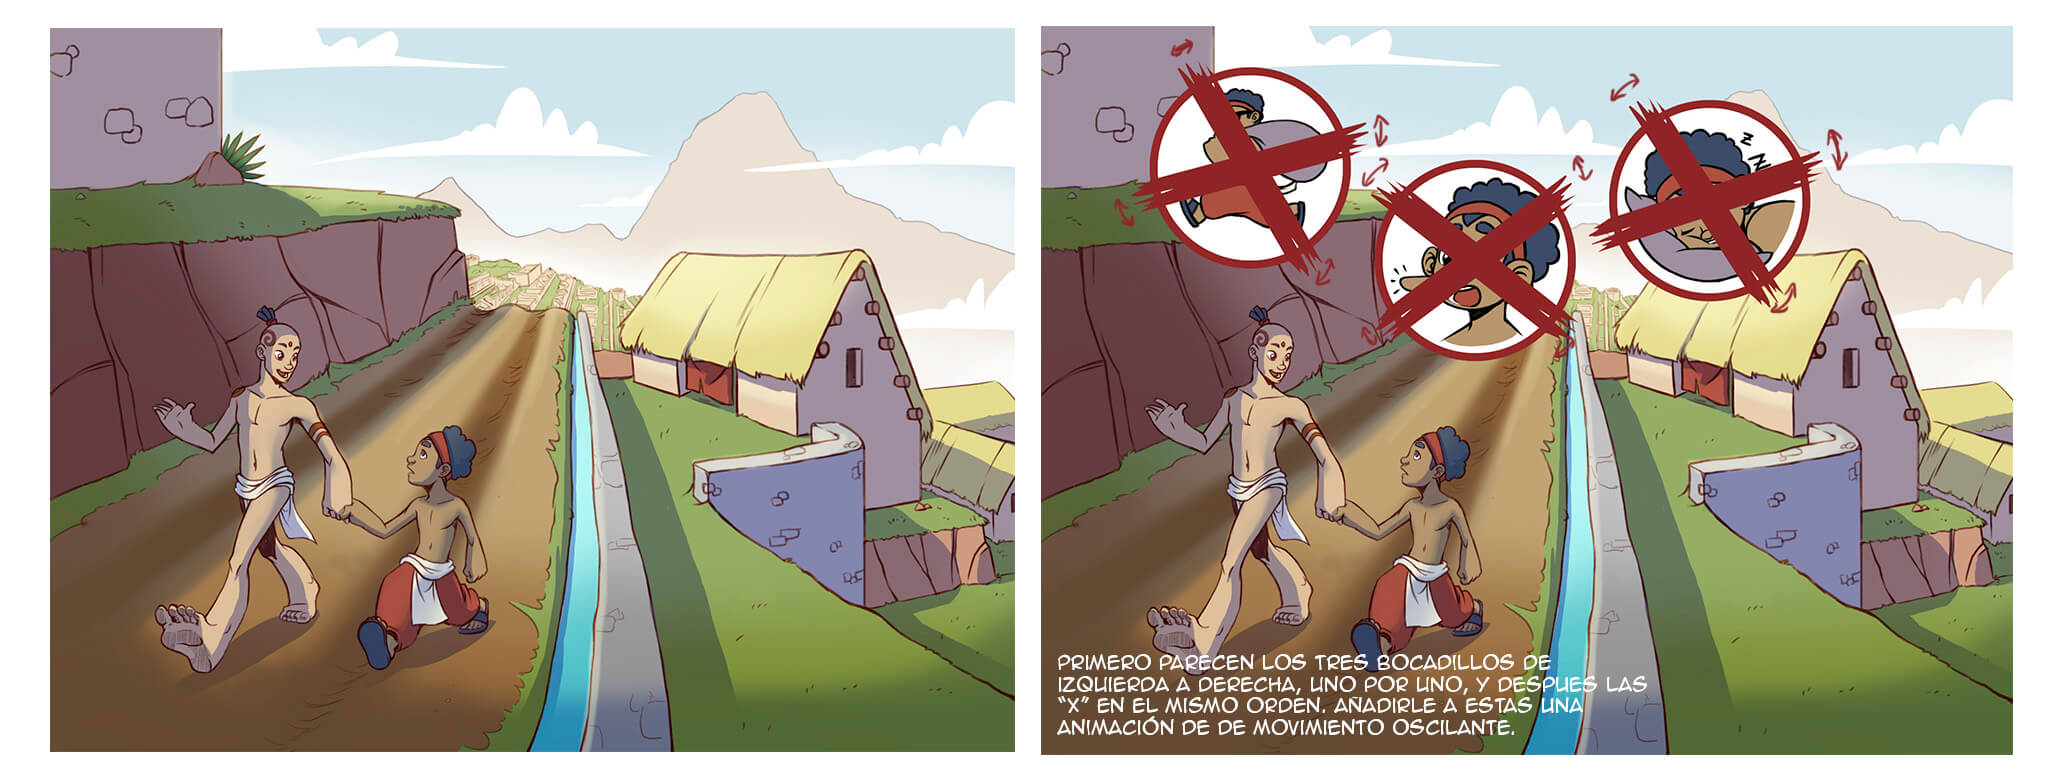 Z Z Z
PRIMERO PARECEN LOS TRES BOCADILLOS DE
IZQUIERDA A DERECHA, UNO POR UNO, Y DESPUES LAS
"X" EN EL MISMO ORDEN. AÑADIRLE A ESTAS UNA
ANIMACIÓN DE DE MOVIMIENTO OSCILANTE.